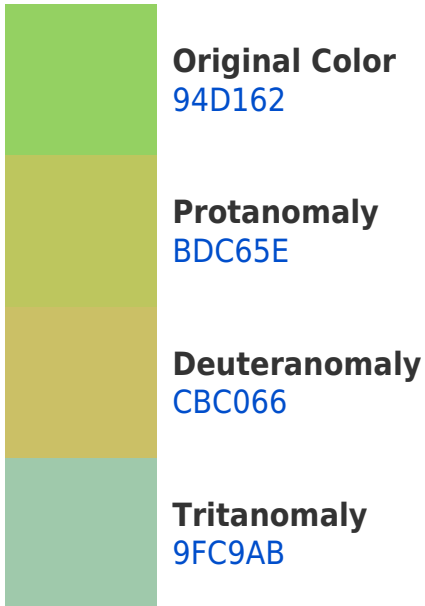 Original Color
94D162
Protanomaly
BDC65E
Deuteranomaly
CBC066
Tritanomaly
9FC9AB